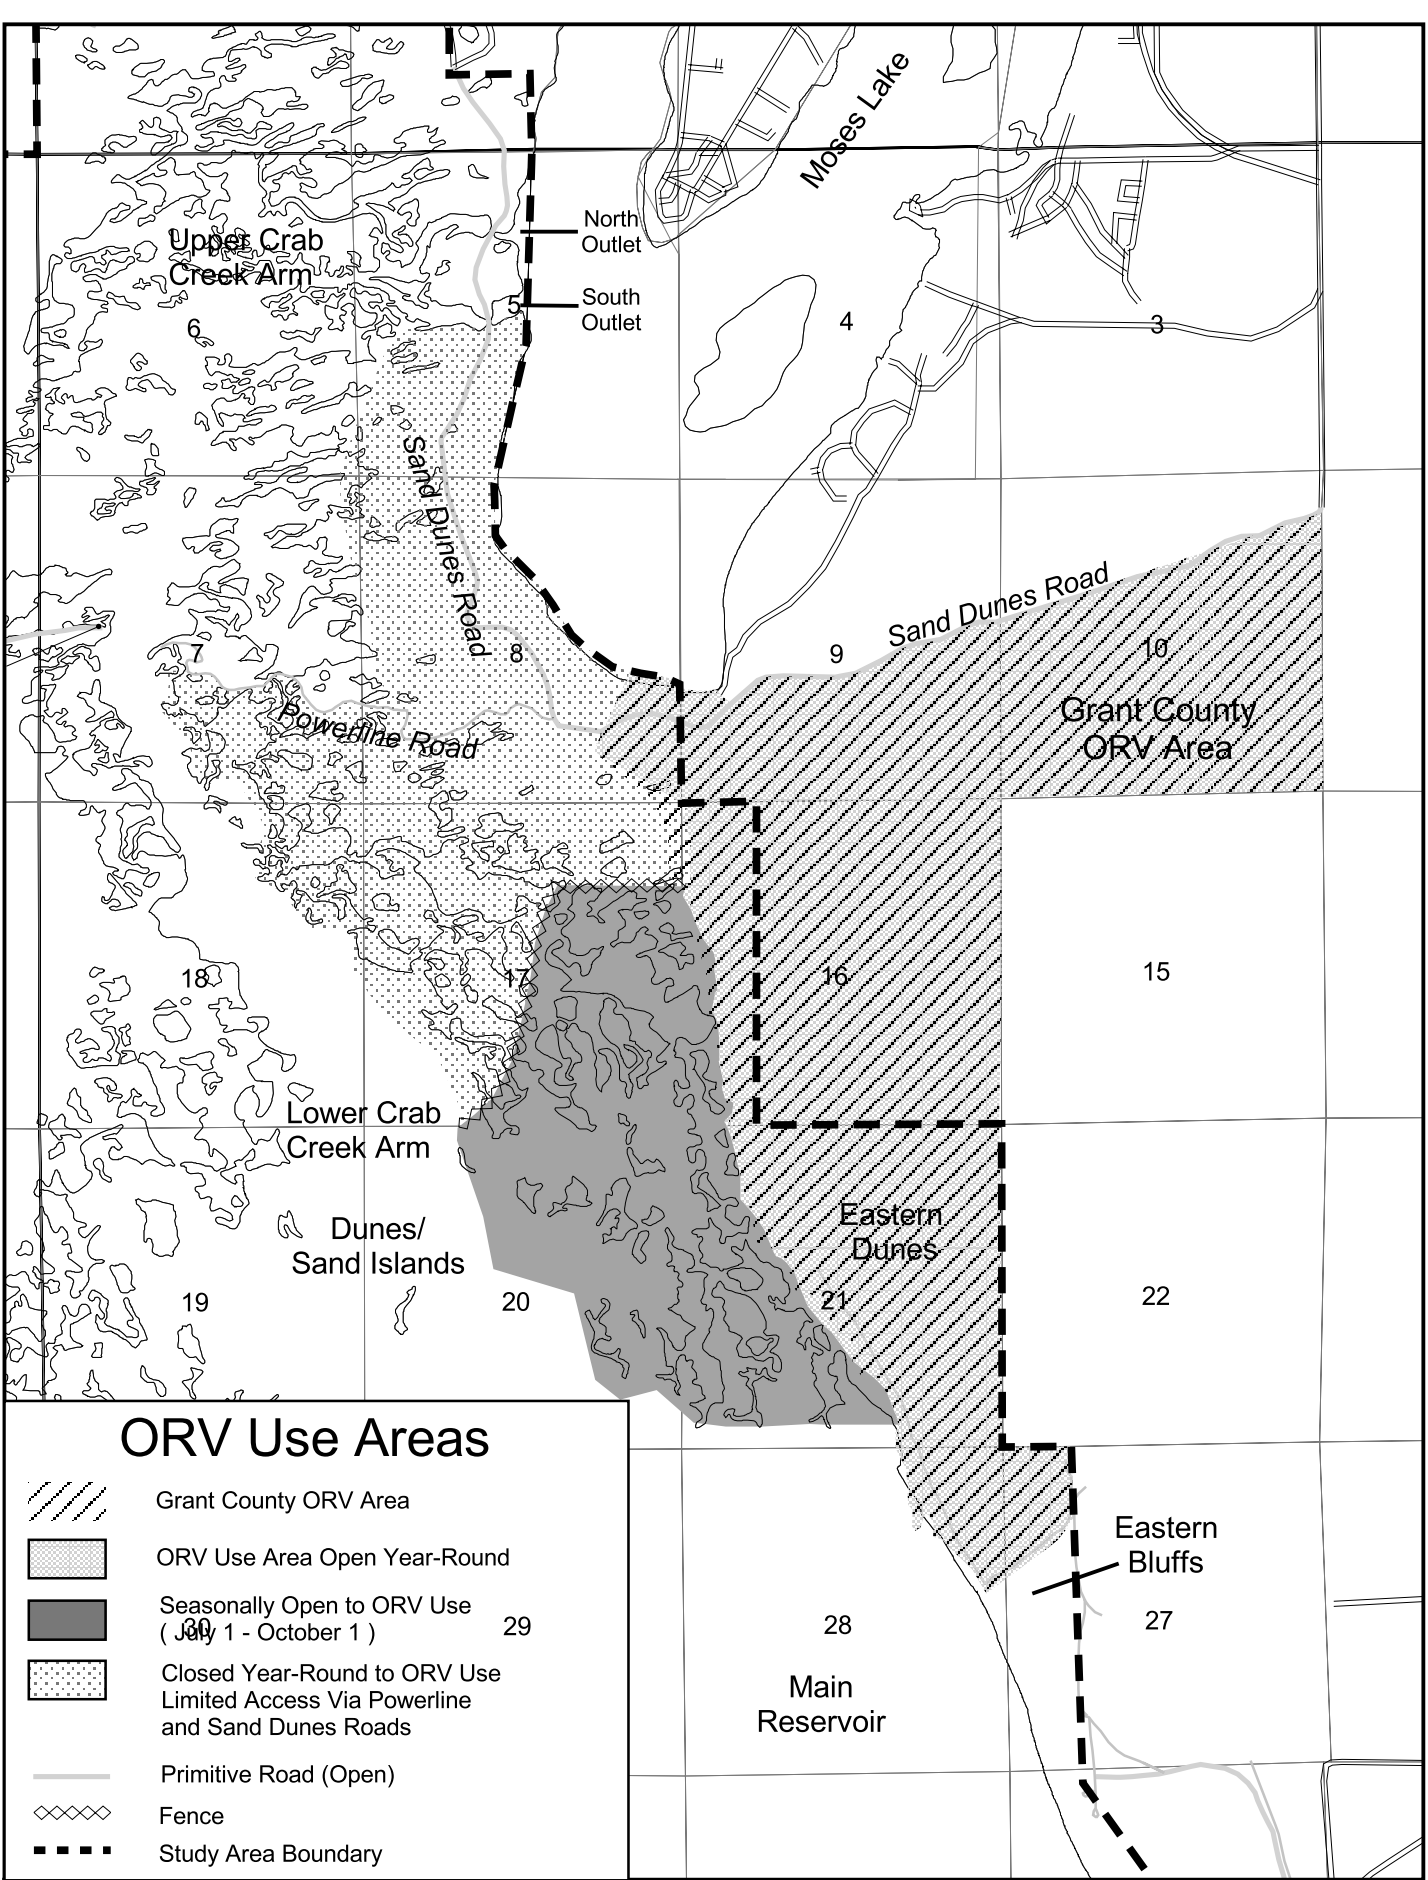 Moses Lake
North
Outlet
Upper Crab
Creek Arm
South
Outlet
5
6
4
3
Sand Dunes Road
Sand Dunes Road
7
8
9
10
Grant County
ORV Area
Powerline Road
18
17
16
15
Lower Crab
Creek Arm
Dunes/
Sand Islands
Eastern
Dunes
19
20
21
22
ORV Use Areas
Grant County ORV Area
ORV Use Area Open Year-Round
Seasonally Open to ORV Use
( July 1 - October 1 )
30
Closed Year-Round to ORV Use
Limited Access Via Powerline
and Sand Dunes Roads
Primitive Road (Open)
Fence
Study Area Boundary
Eastern
Bluffs
29
28
27
Main
Reservoir